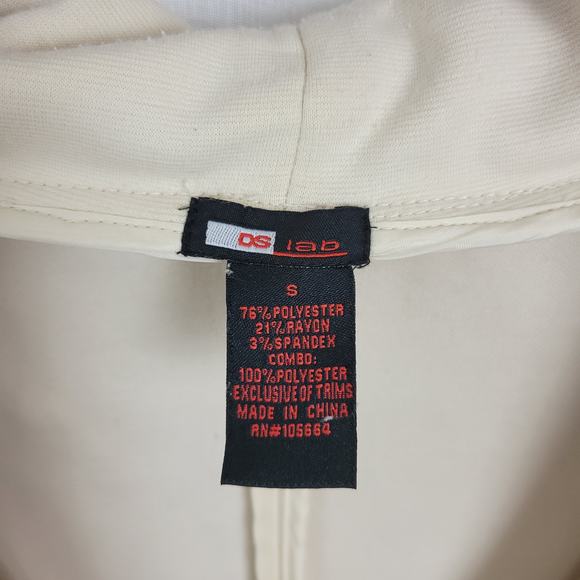 DS lab
S
76% POLYESTER
21% RAYON
3% SPANDEX
COMBO:
100% POLYESTER
EXCLUSIVE OF TRIMS
MADE IN CHINA
RN#105664